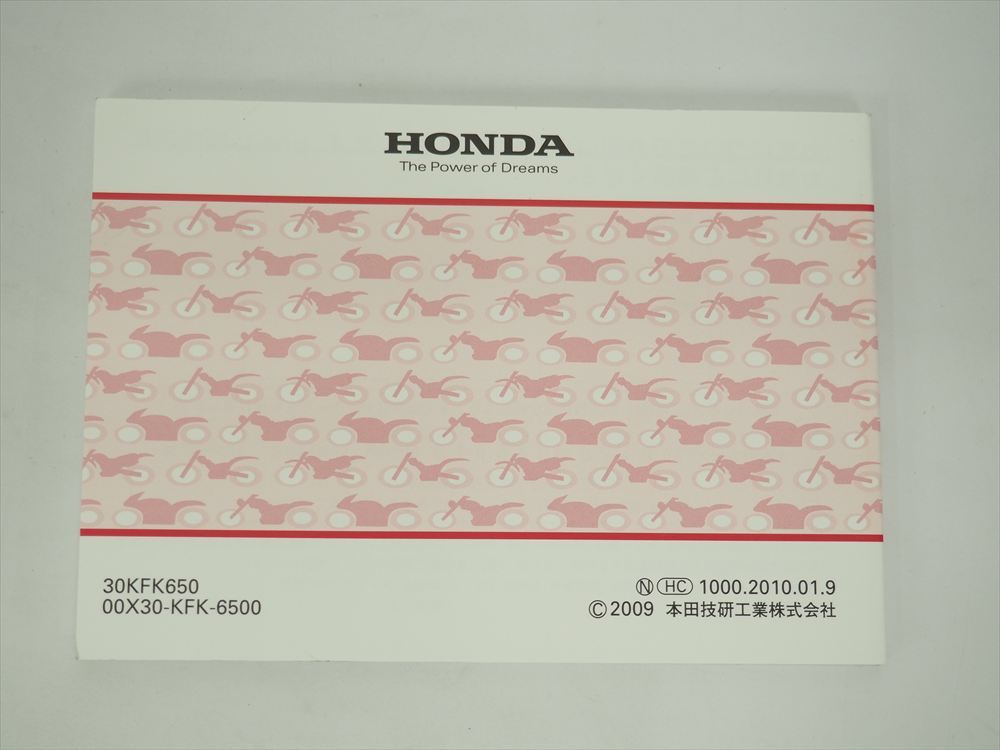 HONDA
The Power of Dreams
30KFK650
00X30-KFK-6500
Ⓝ HC 1000.2010.01.9
© 2009 本田技研工業株式会社